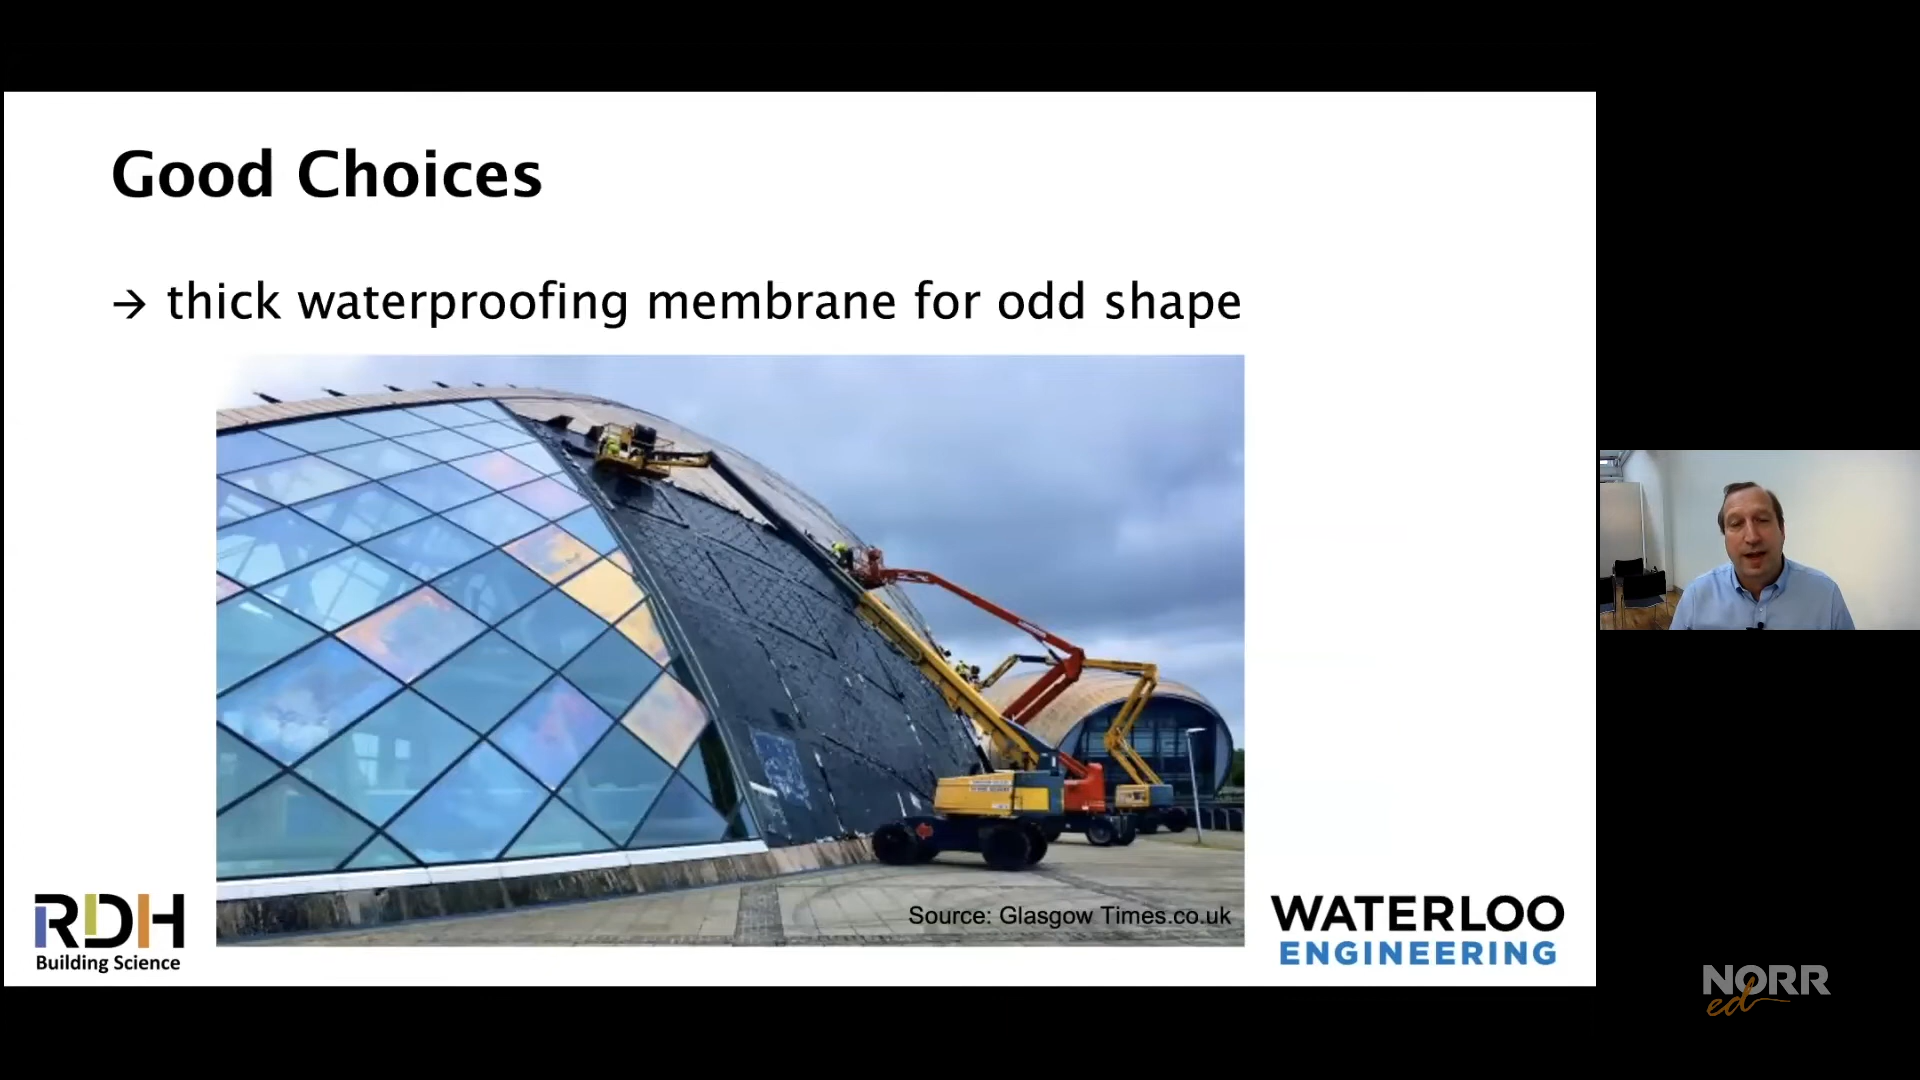 Good Choices
→ thick waterproofing membrane for odd shape
Source: Glasgow Times.co.uk
RDH
Building Science
WATERLOO
ENGINEERING
NORR
ed